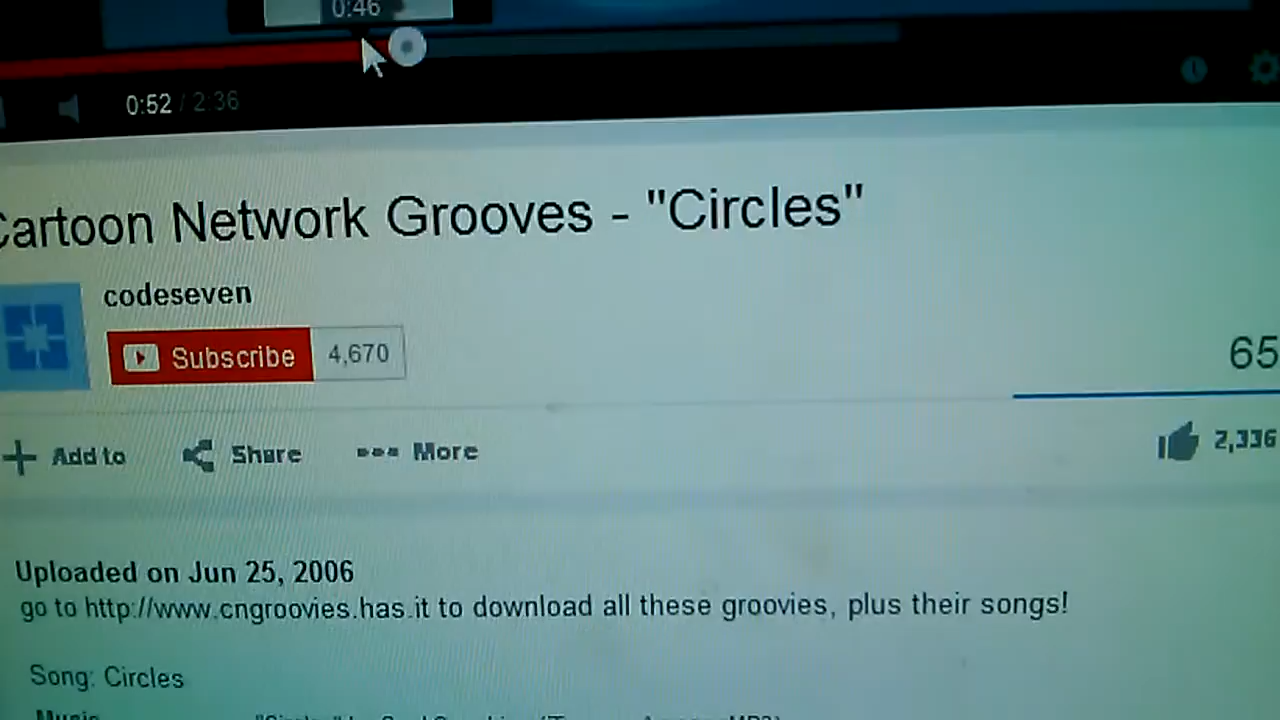 0:46
0:52 / 2:36
Cartoon Network Grooves - "Circles"
codeseven
Subscribe 4,670
65
Add to Share More
2,336
Uploaded on Jun 25, 2006
go to http://www.cngroovies.has.it to download all these groovies, plus their songs!
Song: Circles
Music